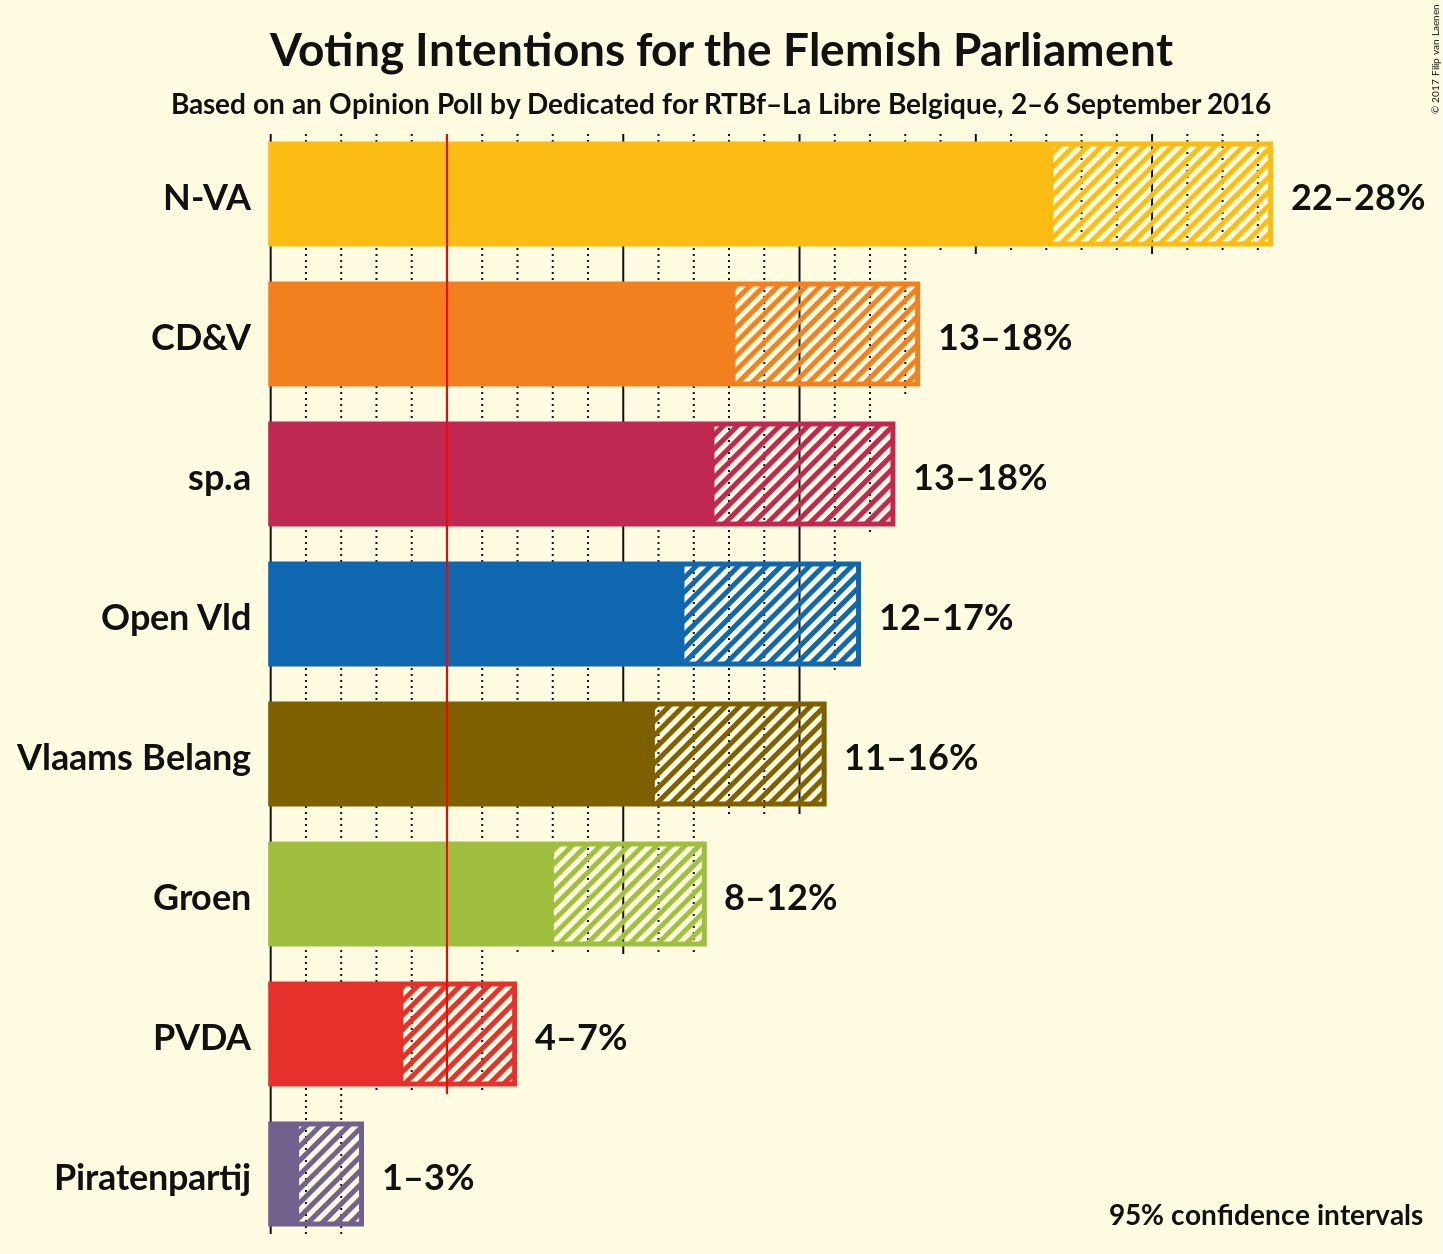 Voting Intentions for the Flemish Parliament
Based on an Opinion Poll by Dedicated for RTBf–La Libre Belgique, 2–6 September 2016
© 2017 Filip van Laenen
N-VA 22–28%
CD&V 13–18%
sp.a 13–18%
Open Vld 12–17%
Vlaams Belang 11–16%
Groen 8–12%
PVDA 4–7%
Piratenpartij 1–3%
95% confidence intervals